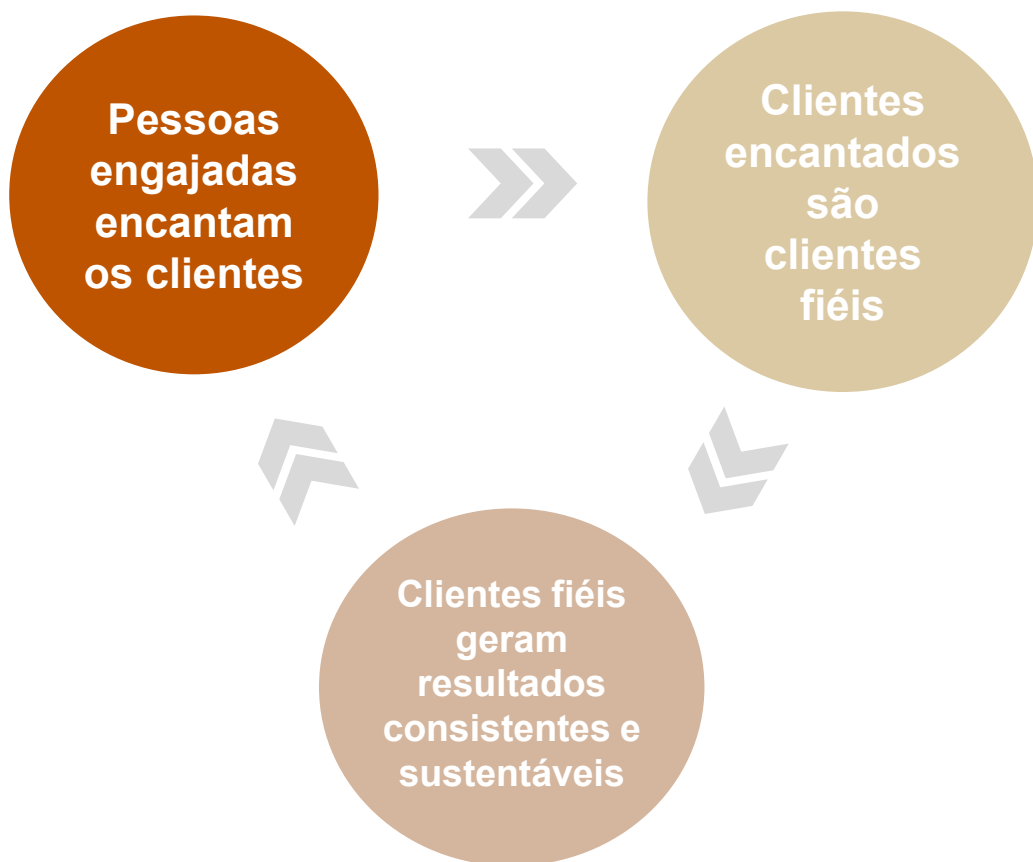 Pessoas
engajadas
encantam
os clientes
Clientes
encantados
são
clientes
fiéis
Clientes fiéis
geram
resultados
consistentes e
sustentáveis